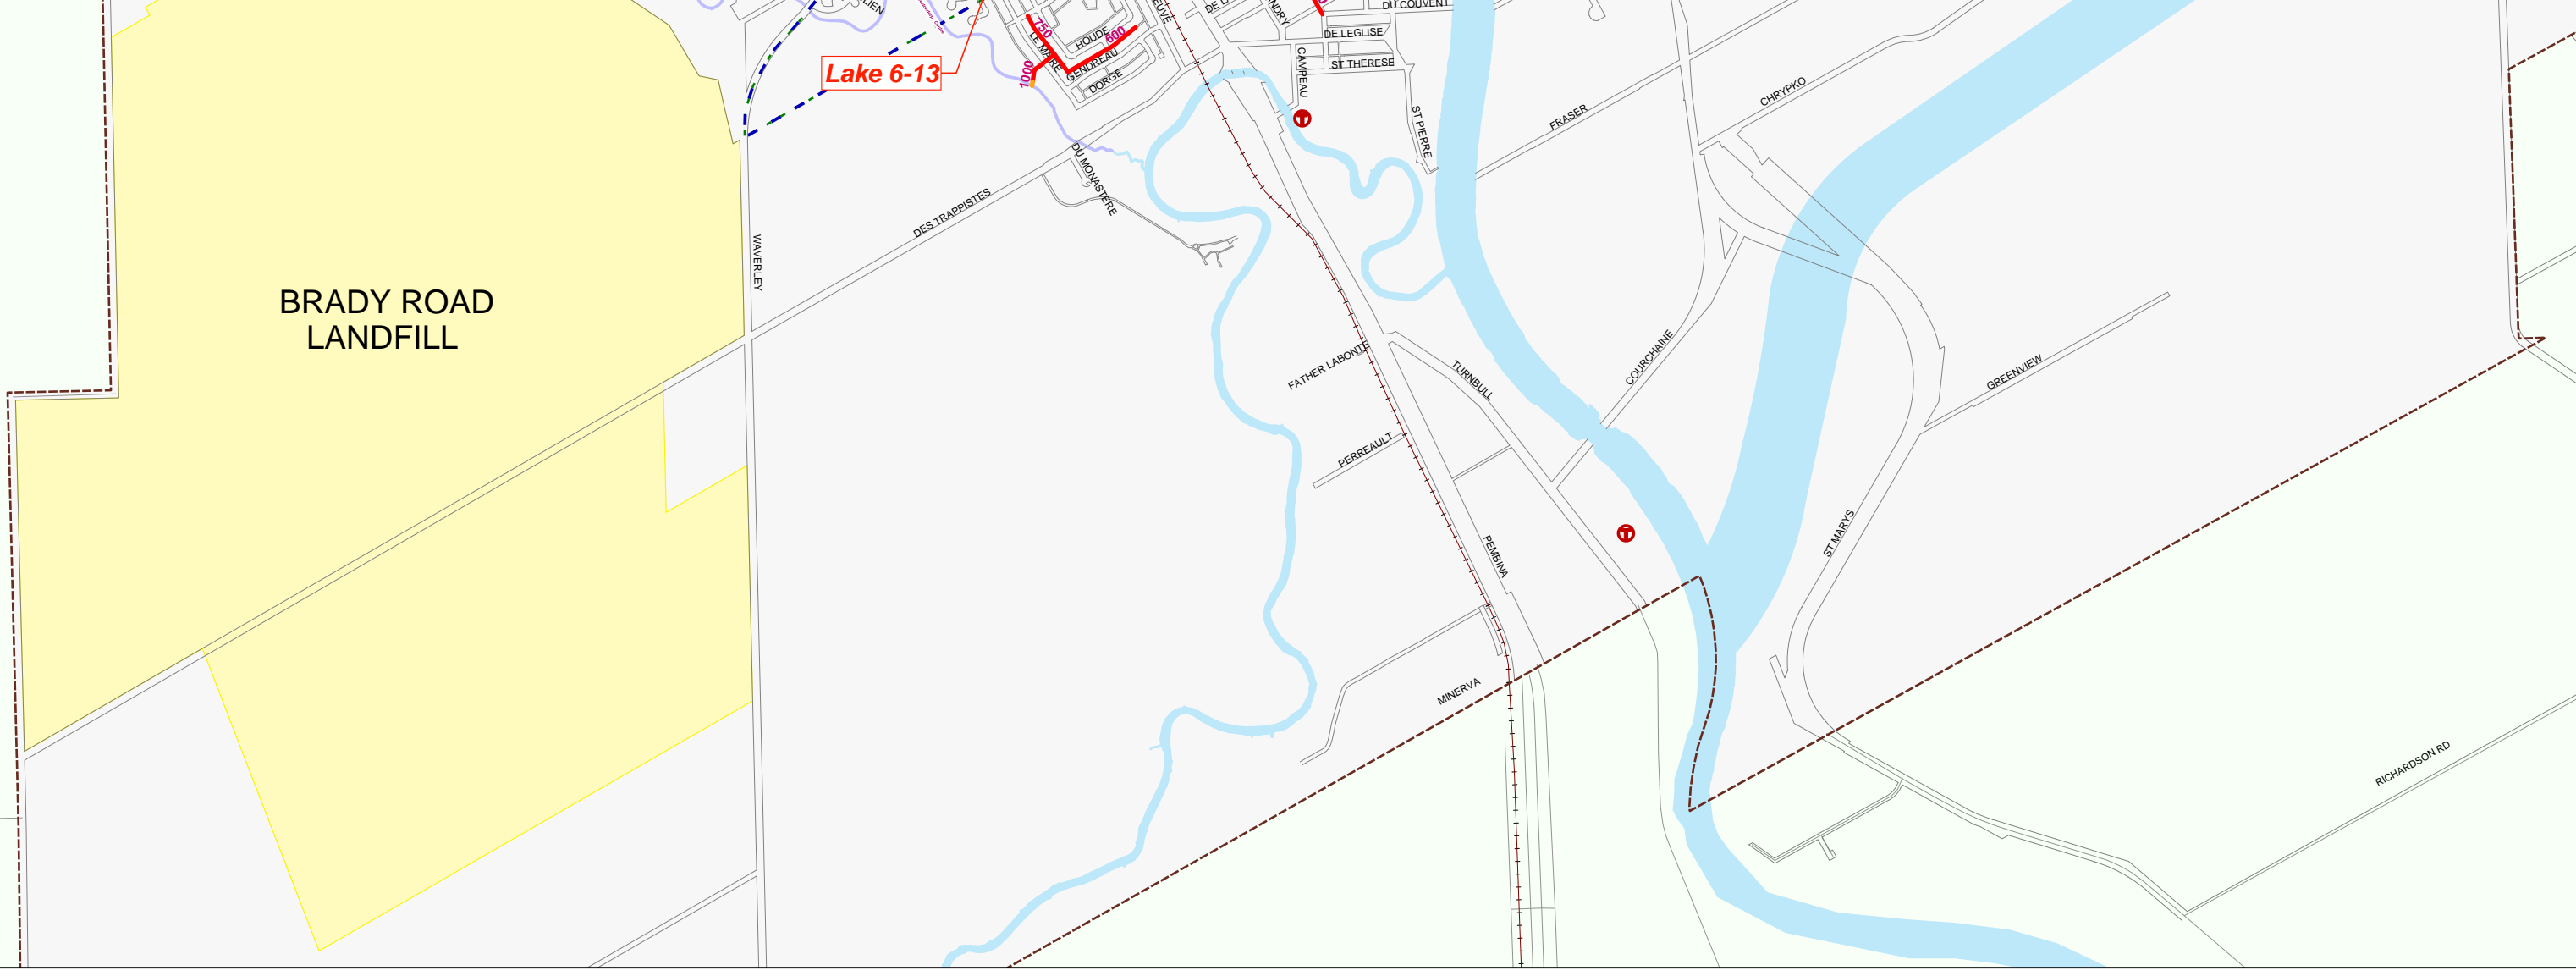 DU COUVENT
DE LEGLISE
ST THERESE
CAMPEAU
HOUDE
750
600
LE MAIRE
GENDREAU
DORGE
1000
Lake 6-13
CHRYPKO
FRASER
ST PIERRE
DU MONASTERE
DES TRAPPISTES
WAVERLEY
BRADY ROAD
LANDFILL
FATHER LABONTE
TURNBULL
COURCHAINE
GREENVIEW
PERREAULT
PEMBINA
ST MARYS
MINERVA
RICHARDSON RD